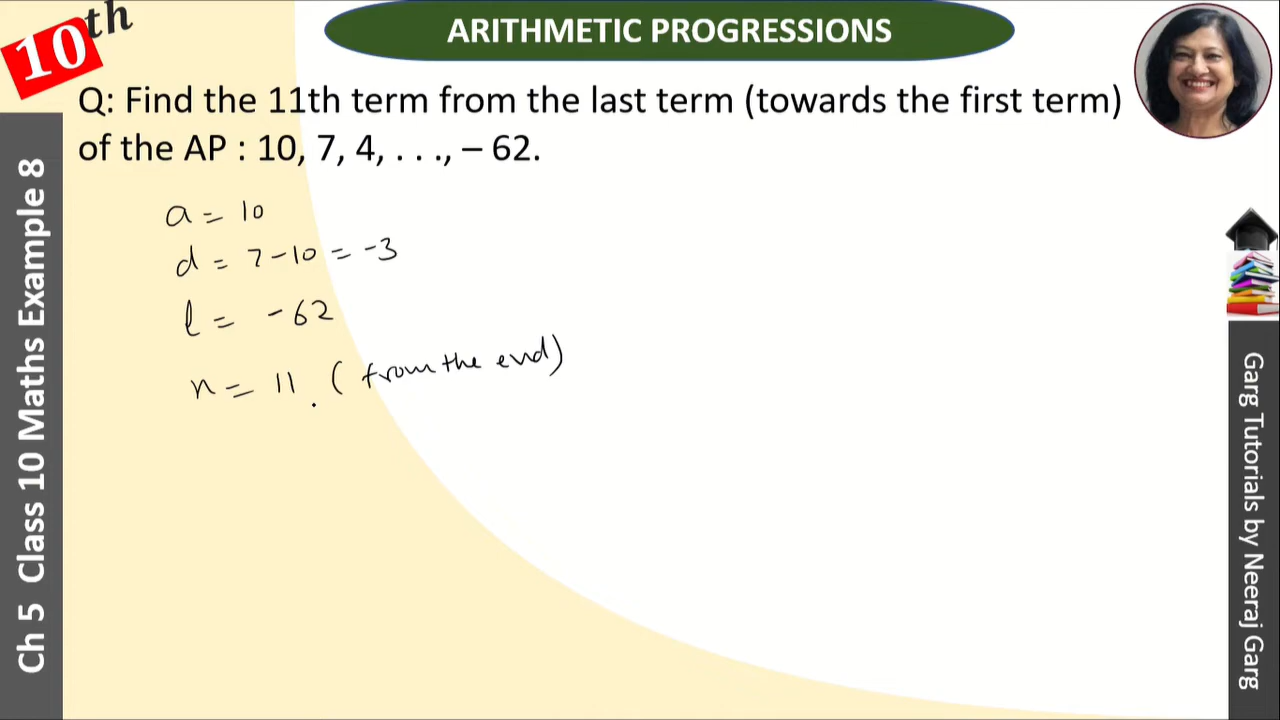 10th
ARITHMETIC PROGRESSIONS
Q: Find the 11th term from the last term (towards the first term)
of the AP : 10, 7, 4, . . ., – 62.
a = 10
d = 7 - 10 = -3
l = -62
n = 11 (from the end)
Ch 5 Class 10 Maths Example 8
Garg Tutorials by Neeraj Garg